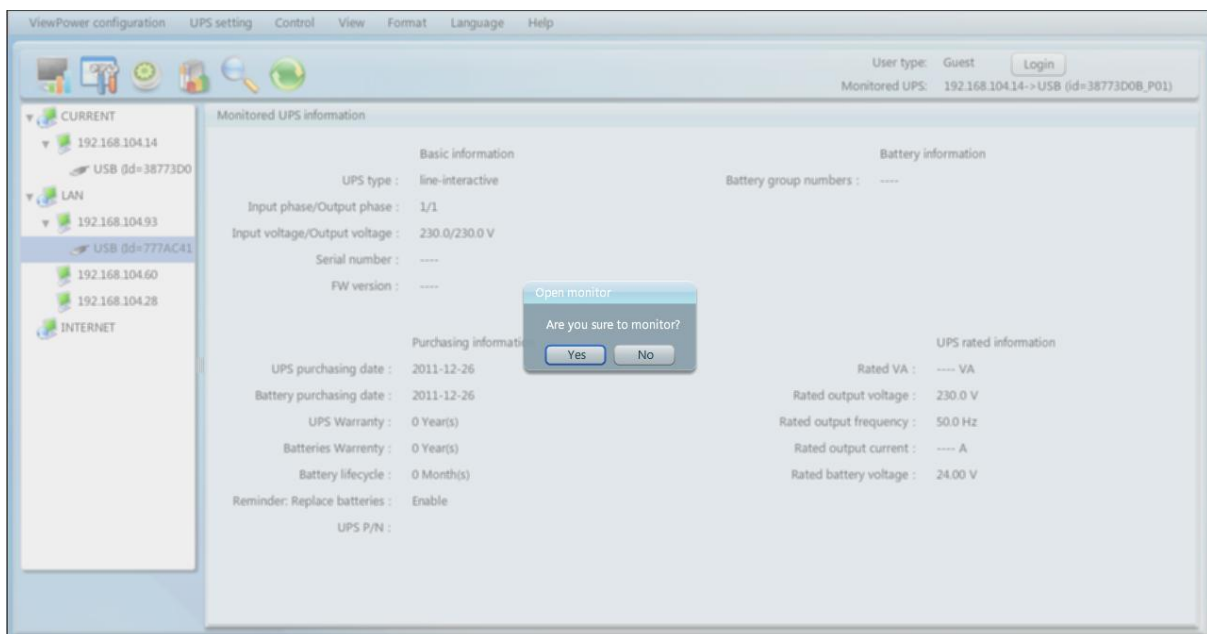 ViewPower configuration UPS setting Control View Format Language Help
User type: Guest Login
Monitored UPS: 192.168.104.14->USB (id=38773D0B_P01)
CURRENT
192.168.104.14
USB (Id=38773D0
LAN
192.168.104.93
USB (Id=777AC41
192.168.104.60
192.168.104.28
INTERNET
Monitored UPS information
Basic information
UPS type : line-interactive
Input phase/Output phase : 1/1
Input voltage/Output voltage : 230.0/230.0 V
Serial number : ----
FW version : ----
Battery information
Battery group numbers : ----
Open monitor
Are you sure to monitor?
Yes No
Purchasing informati
UPS purchasing date : 2011-12-26
Battery purchasing date : 2011-12-26
UPS Warranty : 0 Year(s)
Batteries Warrenty : 0 Year(s)
Battery lifecycle : 0 Month(s)
Reminder: Replace batteries : Enable
UPS P/N :
UPS rated information
Rated VA : ---- VA
Rated output voltage : 230.0 V
Rated output frequency : 50.0 Hz
Rated output current : ---- A
Rated battery voltage : 24.00 V